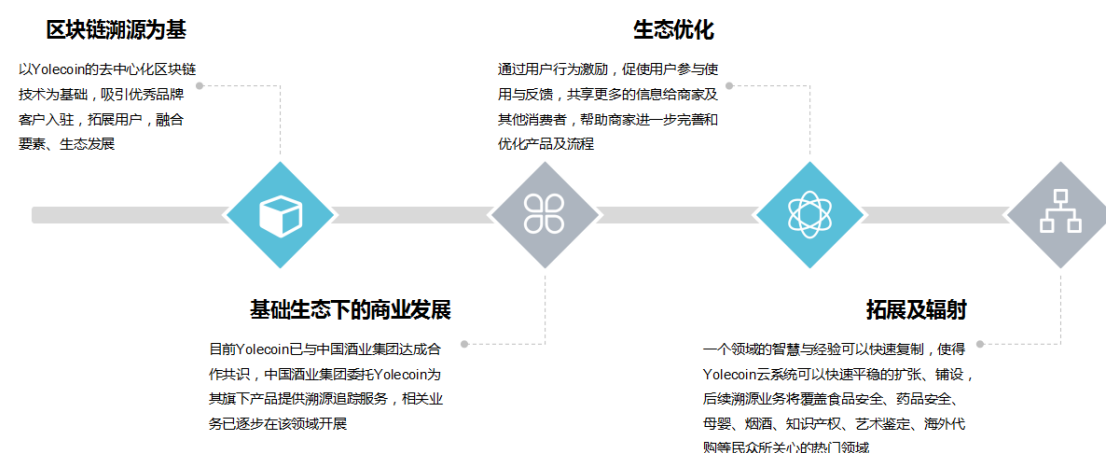 区块链溯源为基
以Yolecoin的去中心化区块链
技术为基础，吸引优秀品牌
客户入驻，拓展用户，融合
要素、生态发展
生态优化
通过用户行为激励，促使用户参与使
用与反馈，共享更多的信息给商家及
其他消费者，帮助商家进一步完善和
优化产品及流程
基础生态下的商业发展
目前Yolecoin已与中国酒业集团达成合
作共识，中国酒业集团委托Yolecoin为
其旗下产品提供溯源追踪服务，相关业
务已逐步在该领域开展
拓展及辐射
一个领域的智慧与经验可以快速复制，使得
Yolecoin云系统可以快速平稳的扩张、铺设，
后续溯源业务将覆盖食品安全、药品安全、
母婴、烟酒、知识产权、艺术鉴定、海外代
购等民众所关心的热门领域